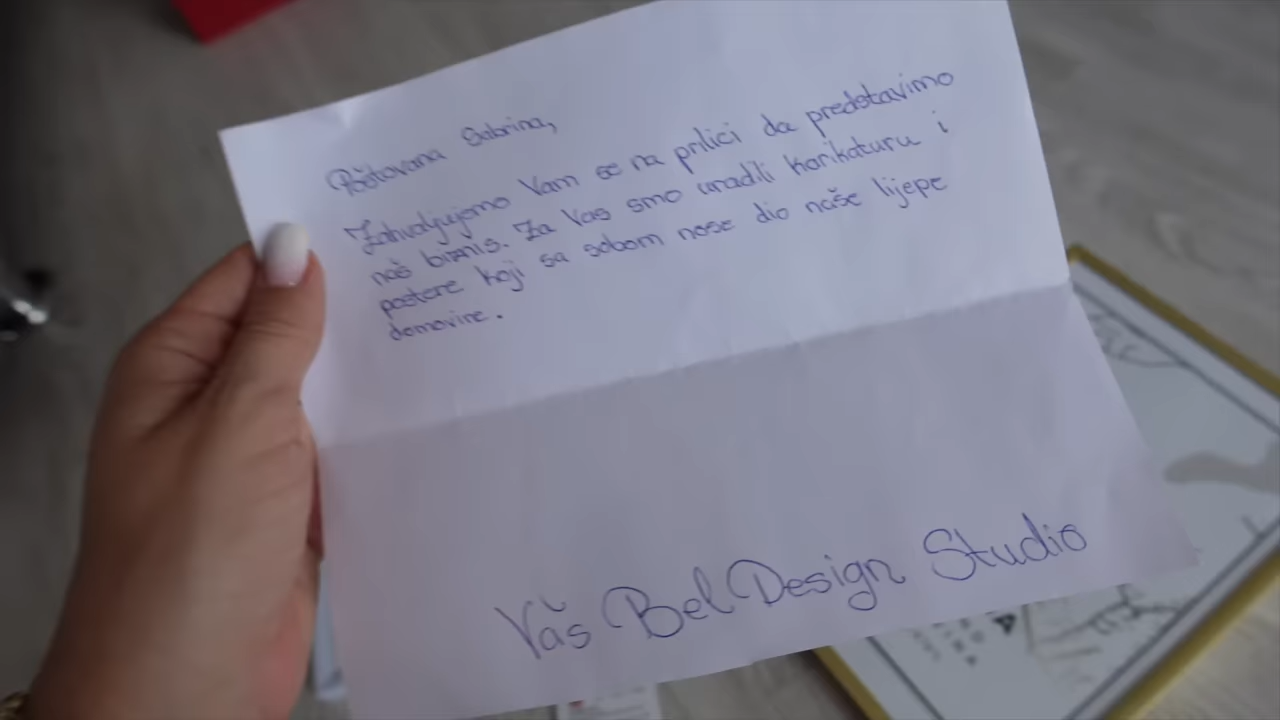 Poštovana Sabrina,
Zahvaljujemo Vam se na prilici da predstavimo
naš biznis. Za Vas smo uradili karikaturu i
postere koji sa sobom nose dio naše lijepe
domovine.
Vaš Bel Design Studio